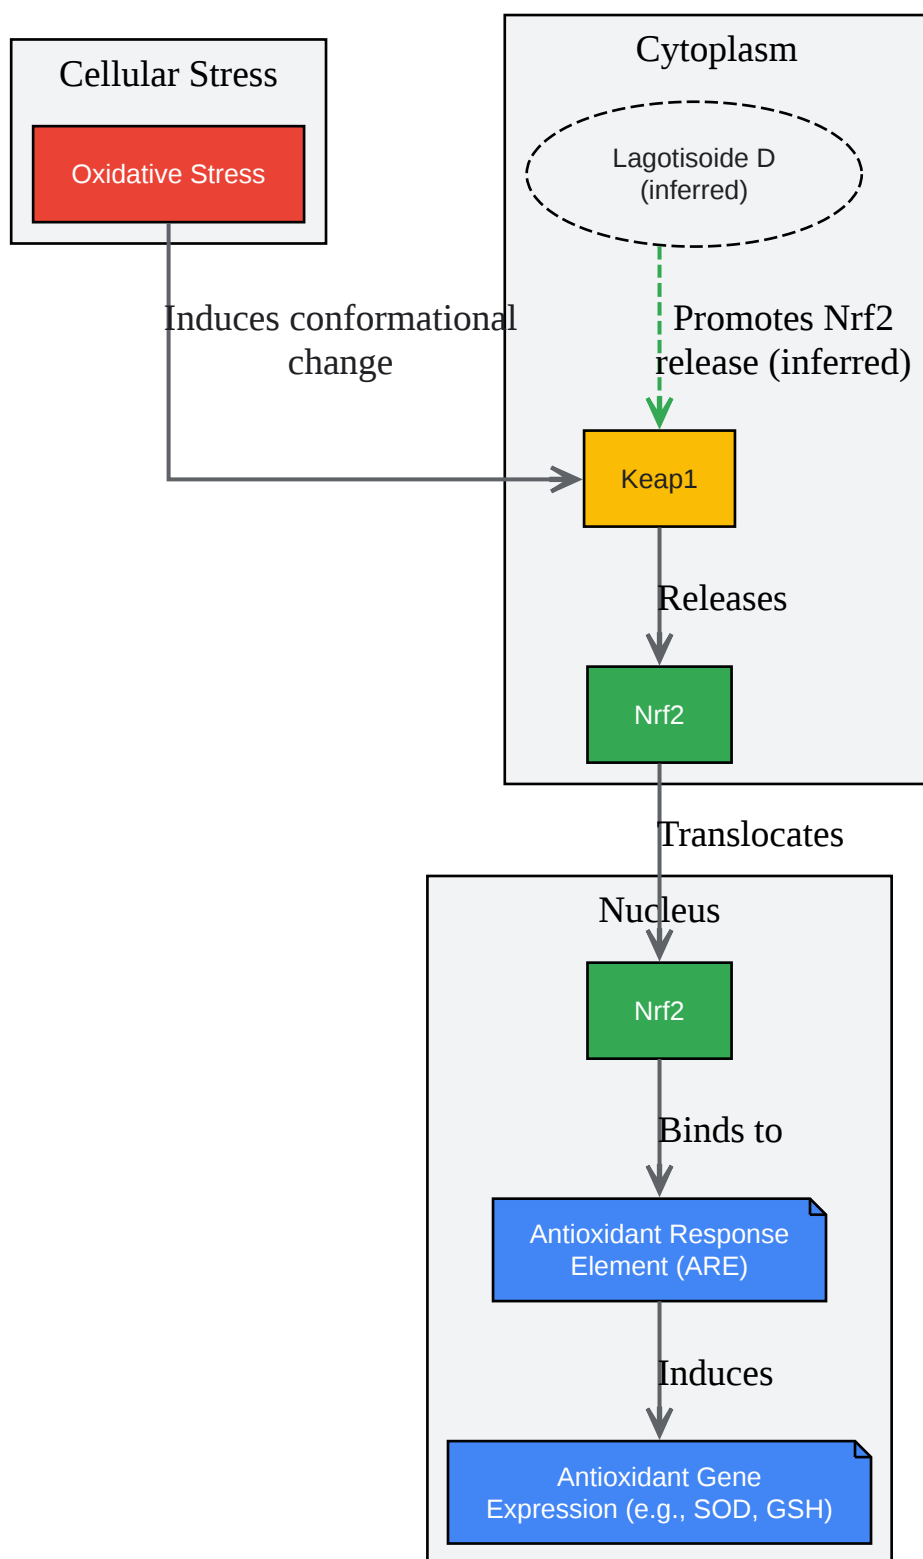 Cellular Stress
Oxidative Stress
Cytoplasm
Lagotisoide D
(inferred)
Induces conformational
change
Promotes Nrf2
release (inferred)
Keap1
Releases
Nrf2
Translocates
Nucleus
Nrf2
Binds to
Antioxidant Response
Element (ARE)
Induces
Antioxidant Gene
Expression (e.g., SOD, GSH)